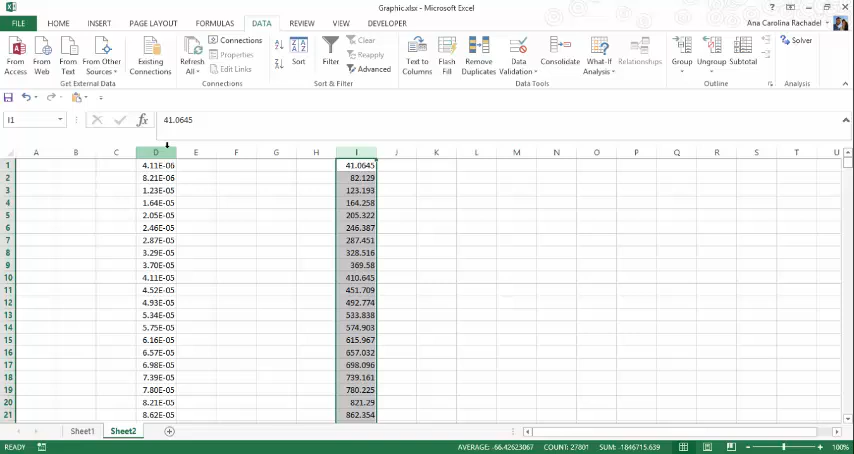 Graphic.xlsx - Microsoft Excel
FILE HOME INSERT PAGE LAYOUT FORMULAS DATA REVIEW VIEW DEVELOPER
Ana Carolina Rachadel
From Access
From Web
From Text
From Other Sources
Existing Connections
Get External Data
Refresh All
Connections
Properties
Edit Links
Connections
Sort
Filter
Clear
Reapply
Advanced
Sort & Filter
Text to Columns
Flash Fill
Remove Duplicates
Data Validation
Consolidate
What-If Analysis
Relationships
Data Tools
Group
Ungroup
Subtotal
Outline
Solver
Analysis
I1 fx 41.0645
A B C D E F G H I J K L M N O P Q R S T U
1 4.11E-06 41.0645
2 8.21E-06 82.129
3 1.23E-05 123.193
4 1.64E-05 164.258
5 2.05E-05 205.322
6 2.46E-05 246.387
7 2.87E-05 287.451
8 3.29E-05 328.516
9 3.70E-05 369.58
10 4.11E-05 410.645
11 4.52E-05 451.709
12 4.93E-05 492.774
13 5.34E-05 533.838
14 5.75E-05 574.903
15 6.16E-05 615.967
16 6.57E-05 657.032
17 6.98E-05 698.096
18 7.39E-05 739.161
19 7.80E-05 780.225
20 8.21E-05 821.29
21 8.62E-05 862.354
Sheet1 Sheet2
READY AVERAGE: -66.42623067 COUNT: 27801 SUM: -1846715.639 100%